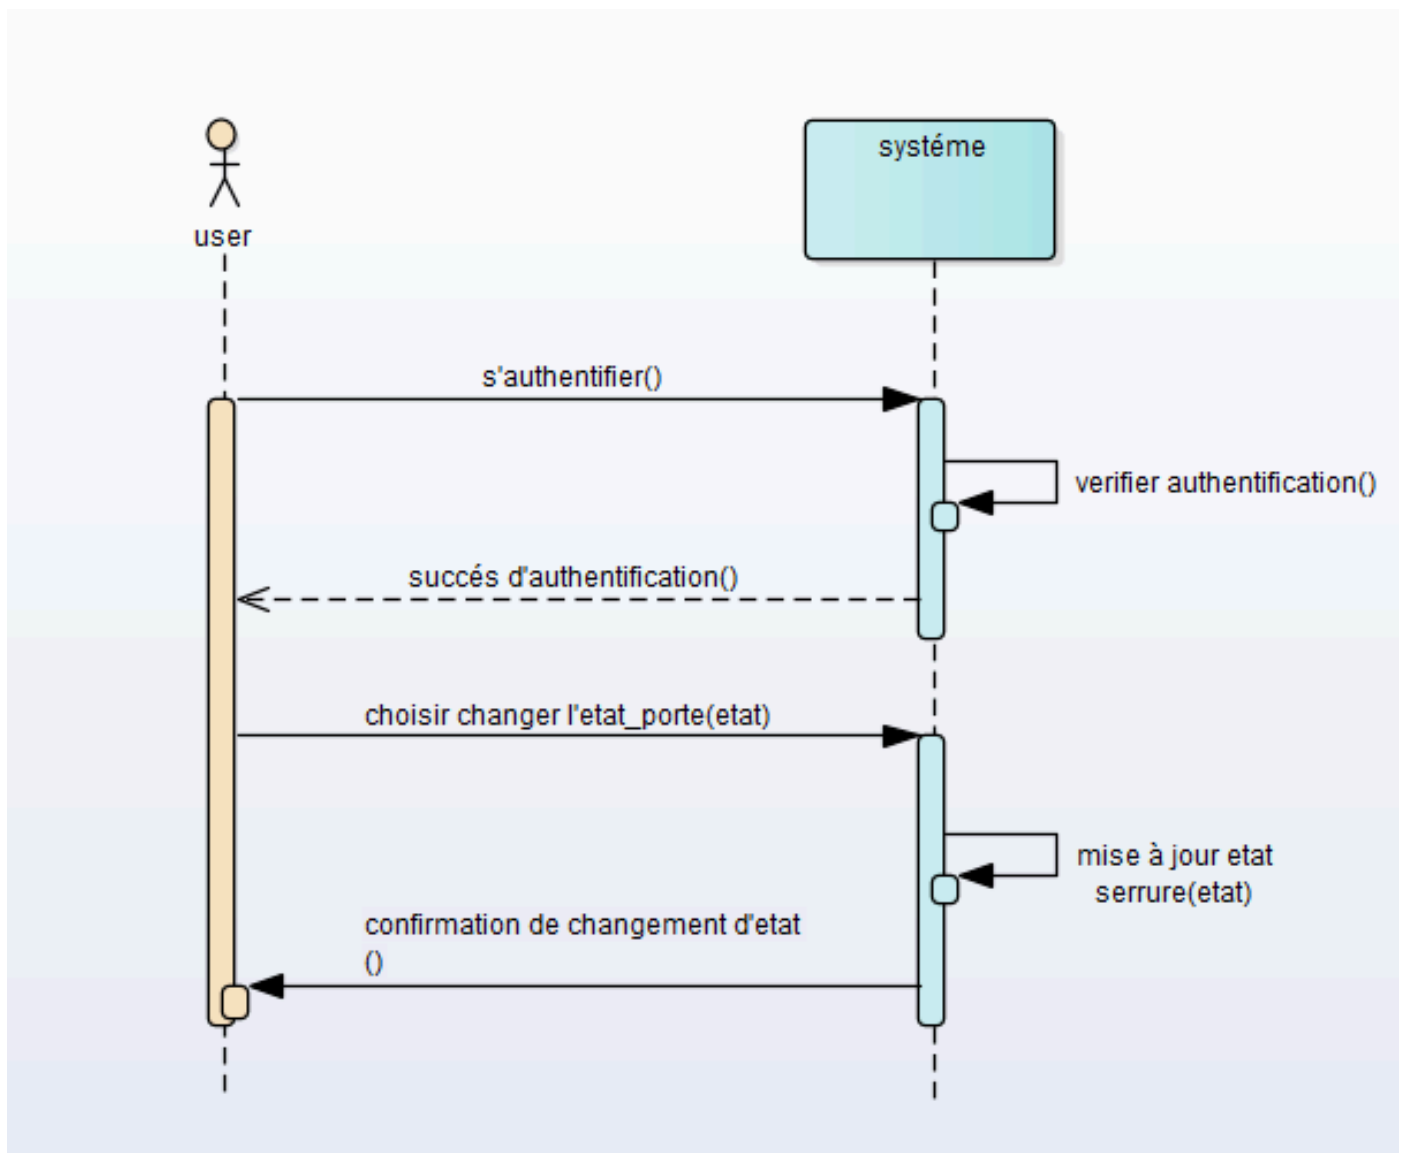 systéme
user
s'authentifier()
verifier authentification()
succés d'authentification()
choisir changer l'etat_porte(etat)
mise à jour etat
serrure(etat)
confirmation de changement d'etat
()